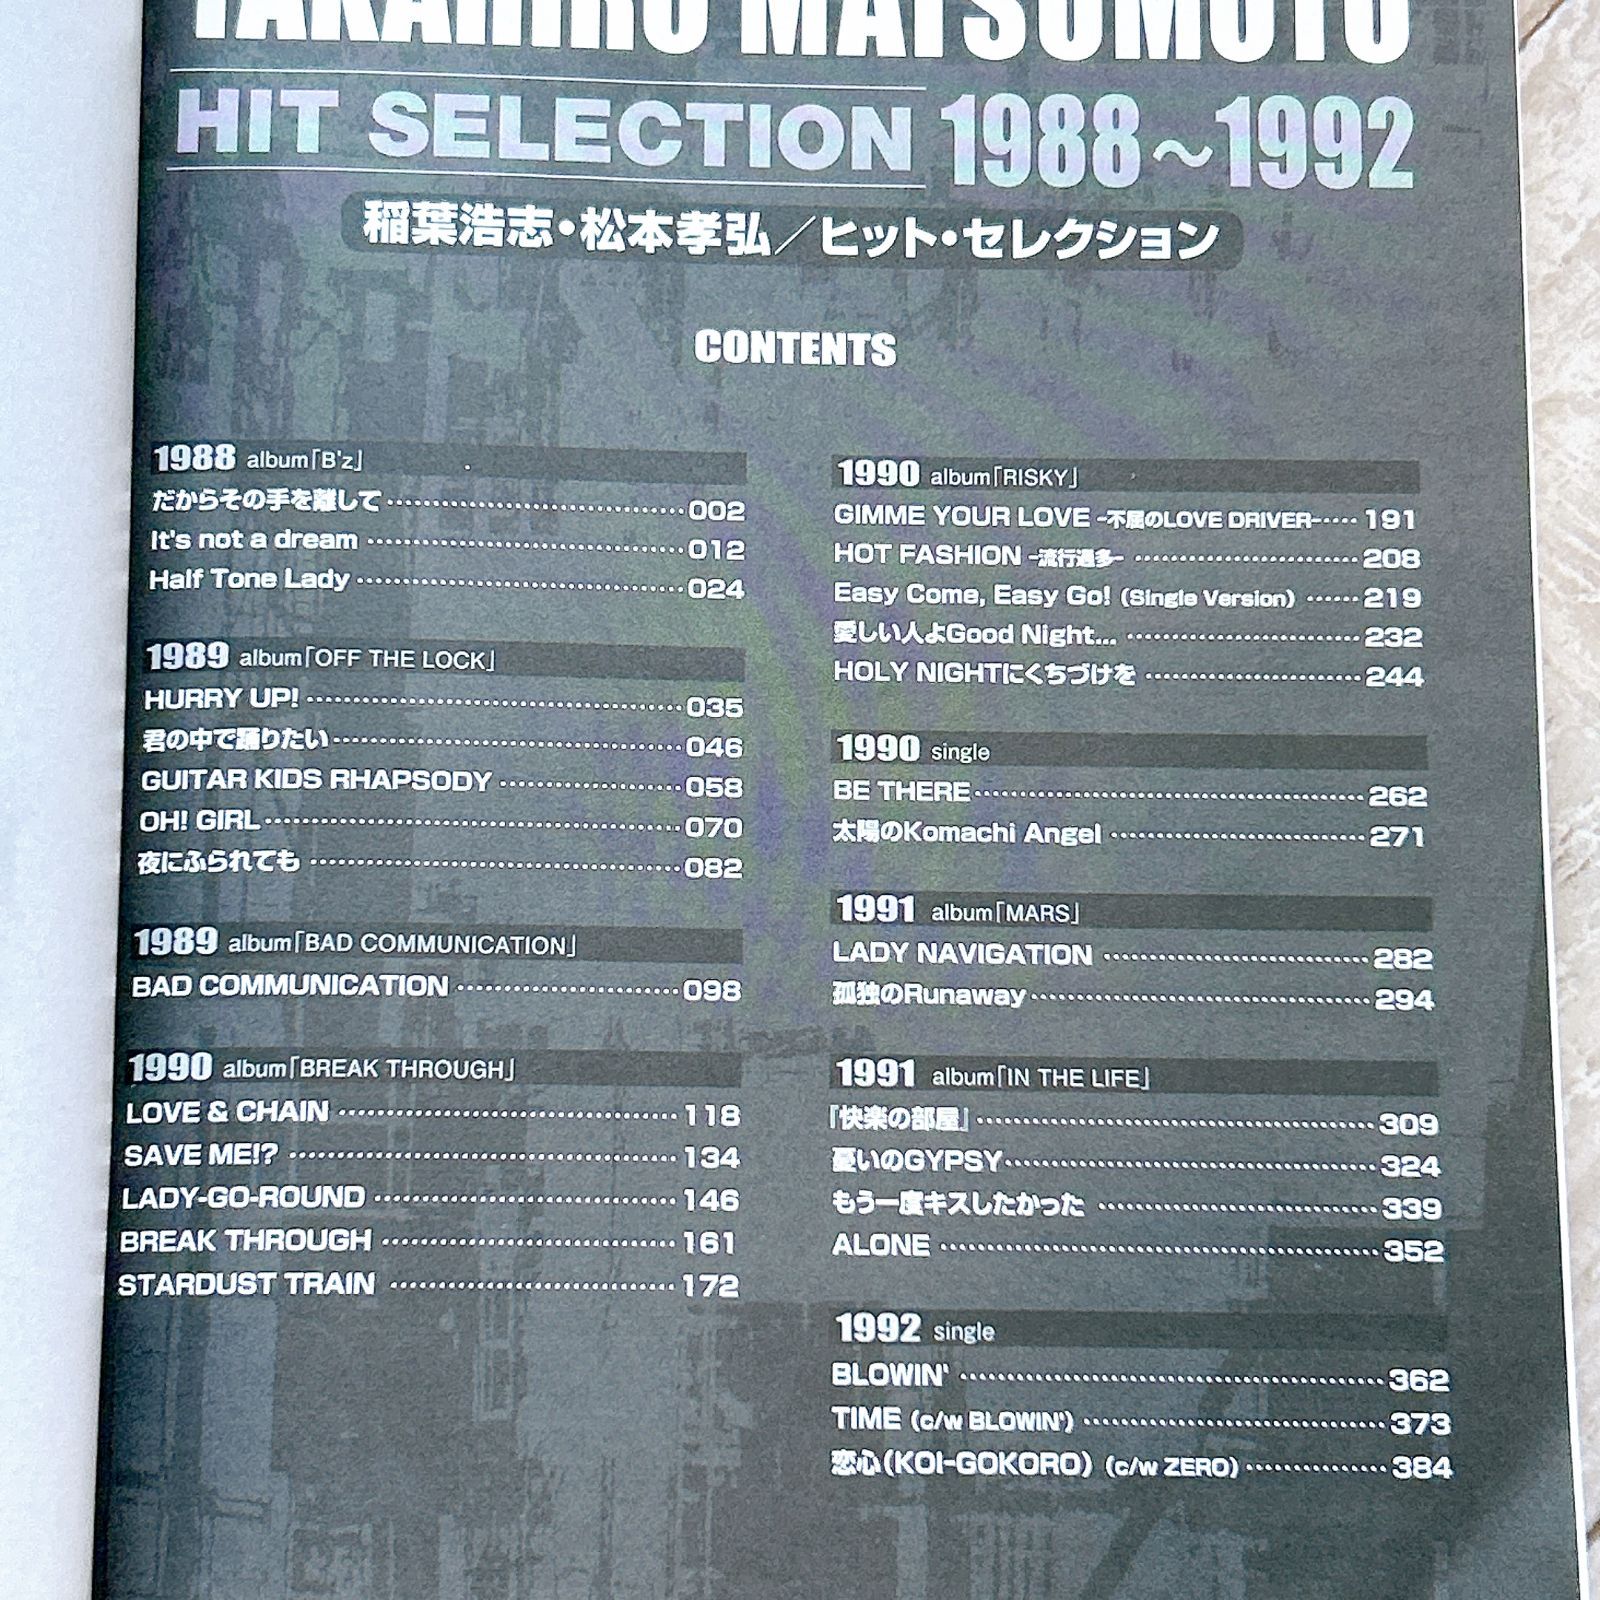 TAKAHIRO MATSUMOTO
HIT SELECTION 1988～1992
稲葉浩志・松本孝弘／ヒット・セレクション
CONTENTS
1988 album「B'z」
だからその手を離して 002
It's not a dream 012
Half Tone Lady 024
1989 album「OFF THE LOCK」
HURRY UP! 035
君の中で踊りたい 046
GUITAR KIDS RHAPSODY 058
OH! GIRL 070
夜にふられても 082
1989 album「BAD COMMUNICATION」
BAD COMMUNICATION 098
1990 album「BREAK THROUGH」
LOVE & CHAIN 118
SAVE ME!? 134
LADY-GO-ROUND 146
BREAK THROUGH 161
STARDUST TRAIN 172
1990 album「RISKY」
GIMME YOUR LOVE -不屈のLOVE DRIVER- 191
HOT FASHION -流行過多- 208
Easy Come, Easy Go! (Single Version) 219
愛しい人よGood Night... 232
HOLY NIGHTにくちづけを 244
1990 single
BE THERE 262
太陽のKomachi Angel 271
1991 album「MARS」
LADY NAVIGATION 282
孤独のRunaway 294
1991 album「IN THE LIFE」
『快楽の部屋』 309
憂いのGYPSY 324
もう一度キスしたかった 339
ALONE 352
1992 single
BLOWIN' 362
TIME (c/w BLOWIN') 373
恋心(KOI-GOKORO) (c/w ZERO) 384